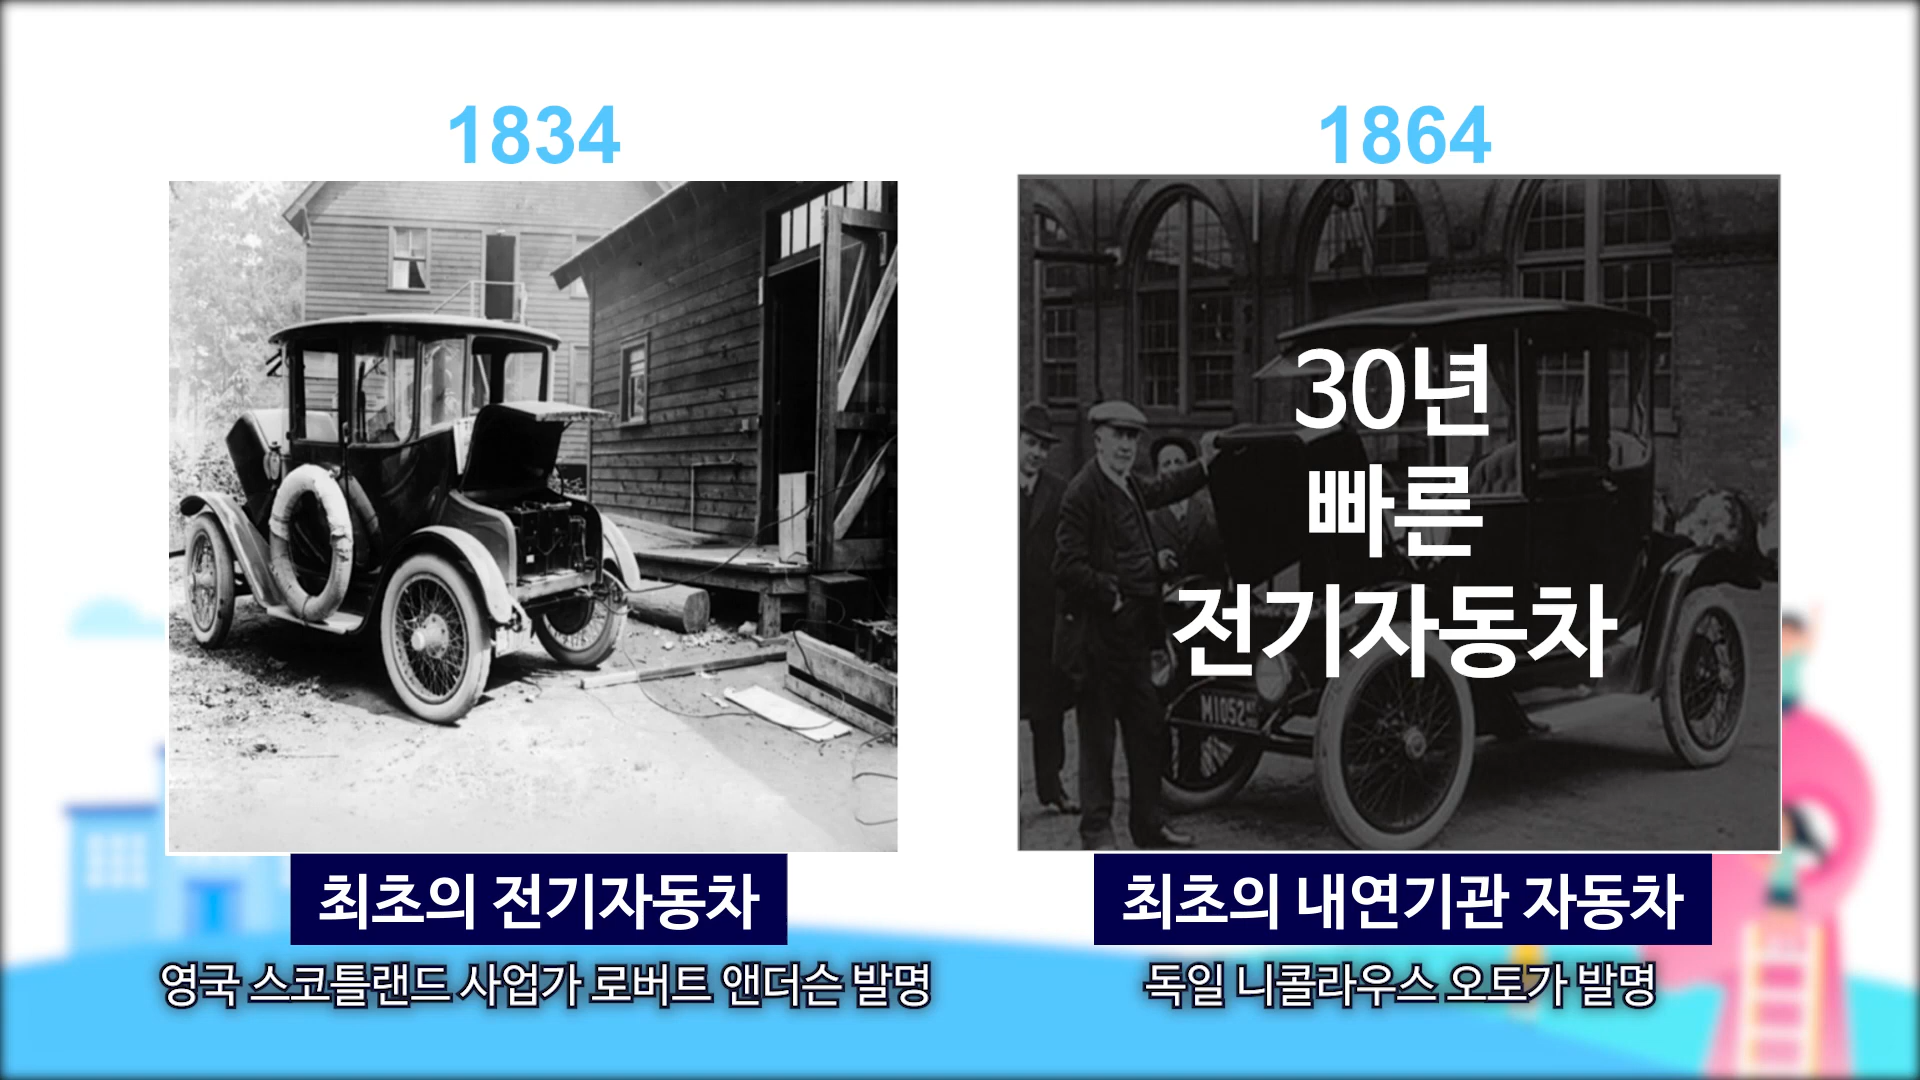 1834
최초의 전기자동차
영국 스코틀랜드 사업가 로버트 앤더슨 발명
1864
30년
빠른
전기자동차
M1052
최초의 내연기관 자동차
독일 니콜라우스 오토가 발명